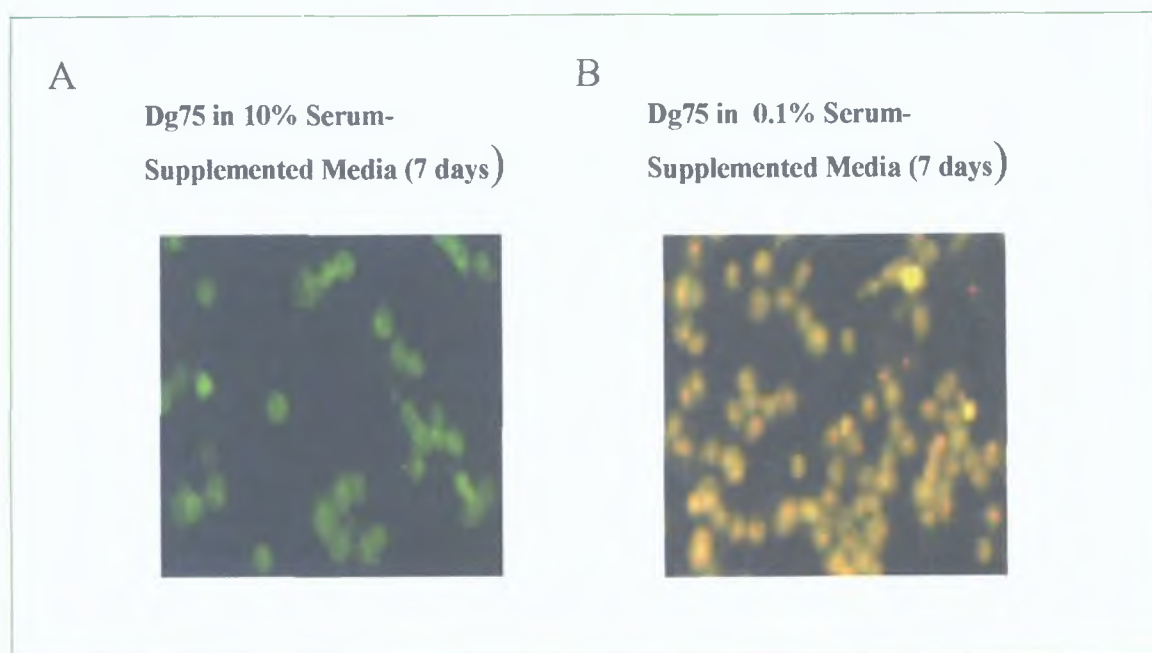 A
Dg75 in 10% Serum-
Supplemented Media (7 days)
B
Dg75 in 0.1% Serum-
Supplemented Media (7 days)